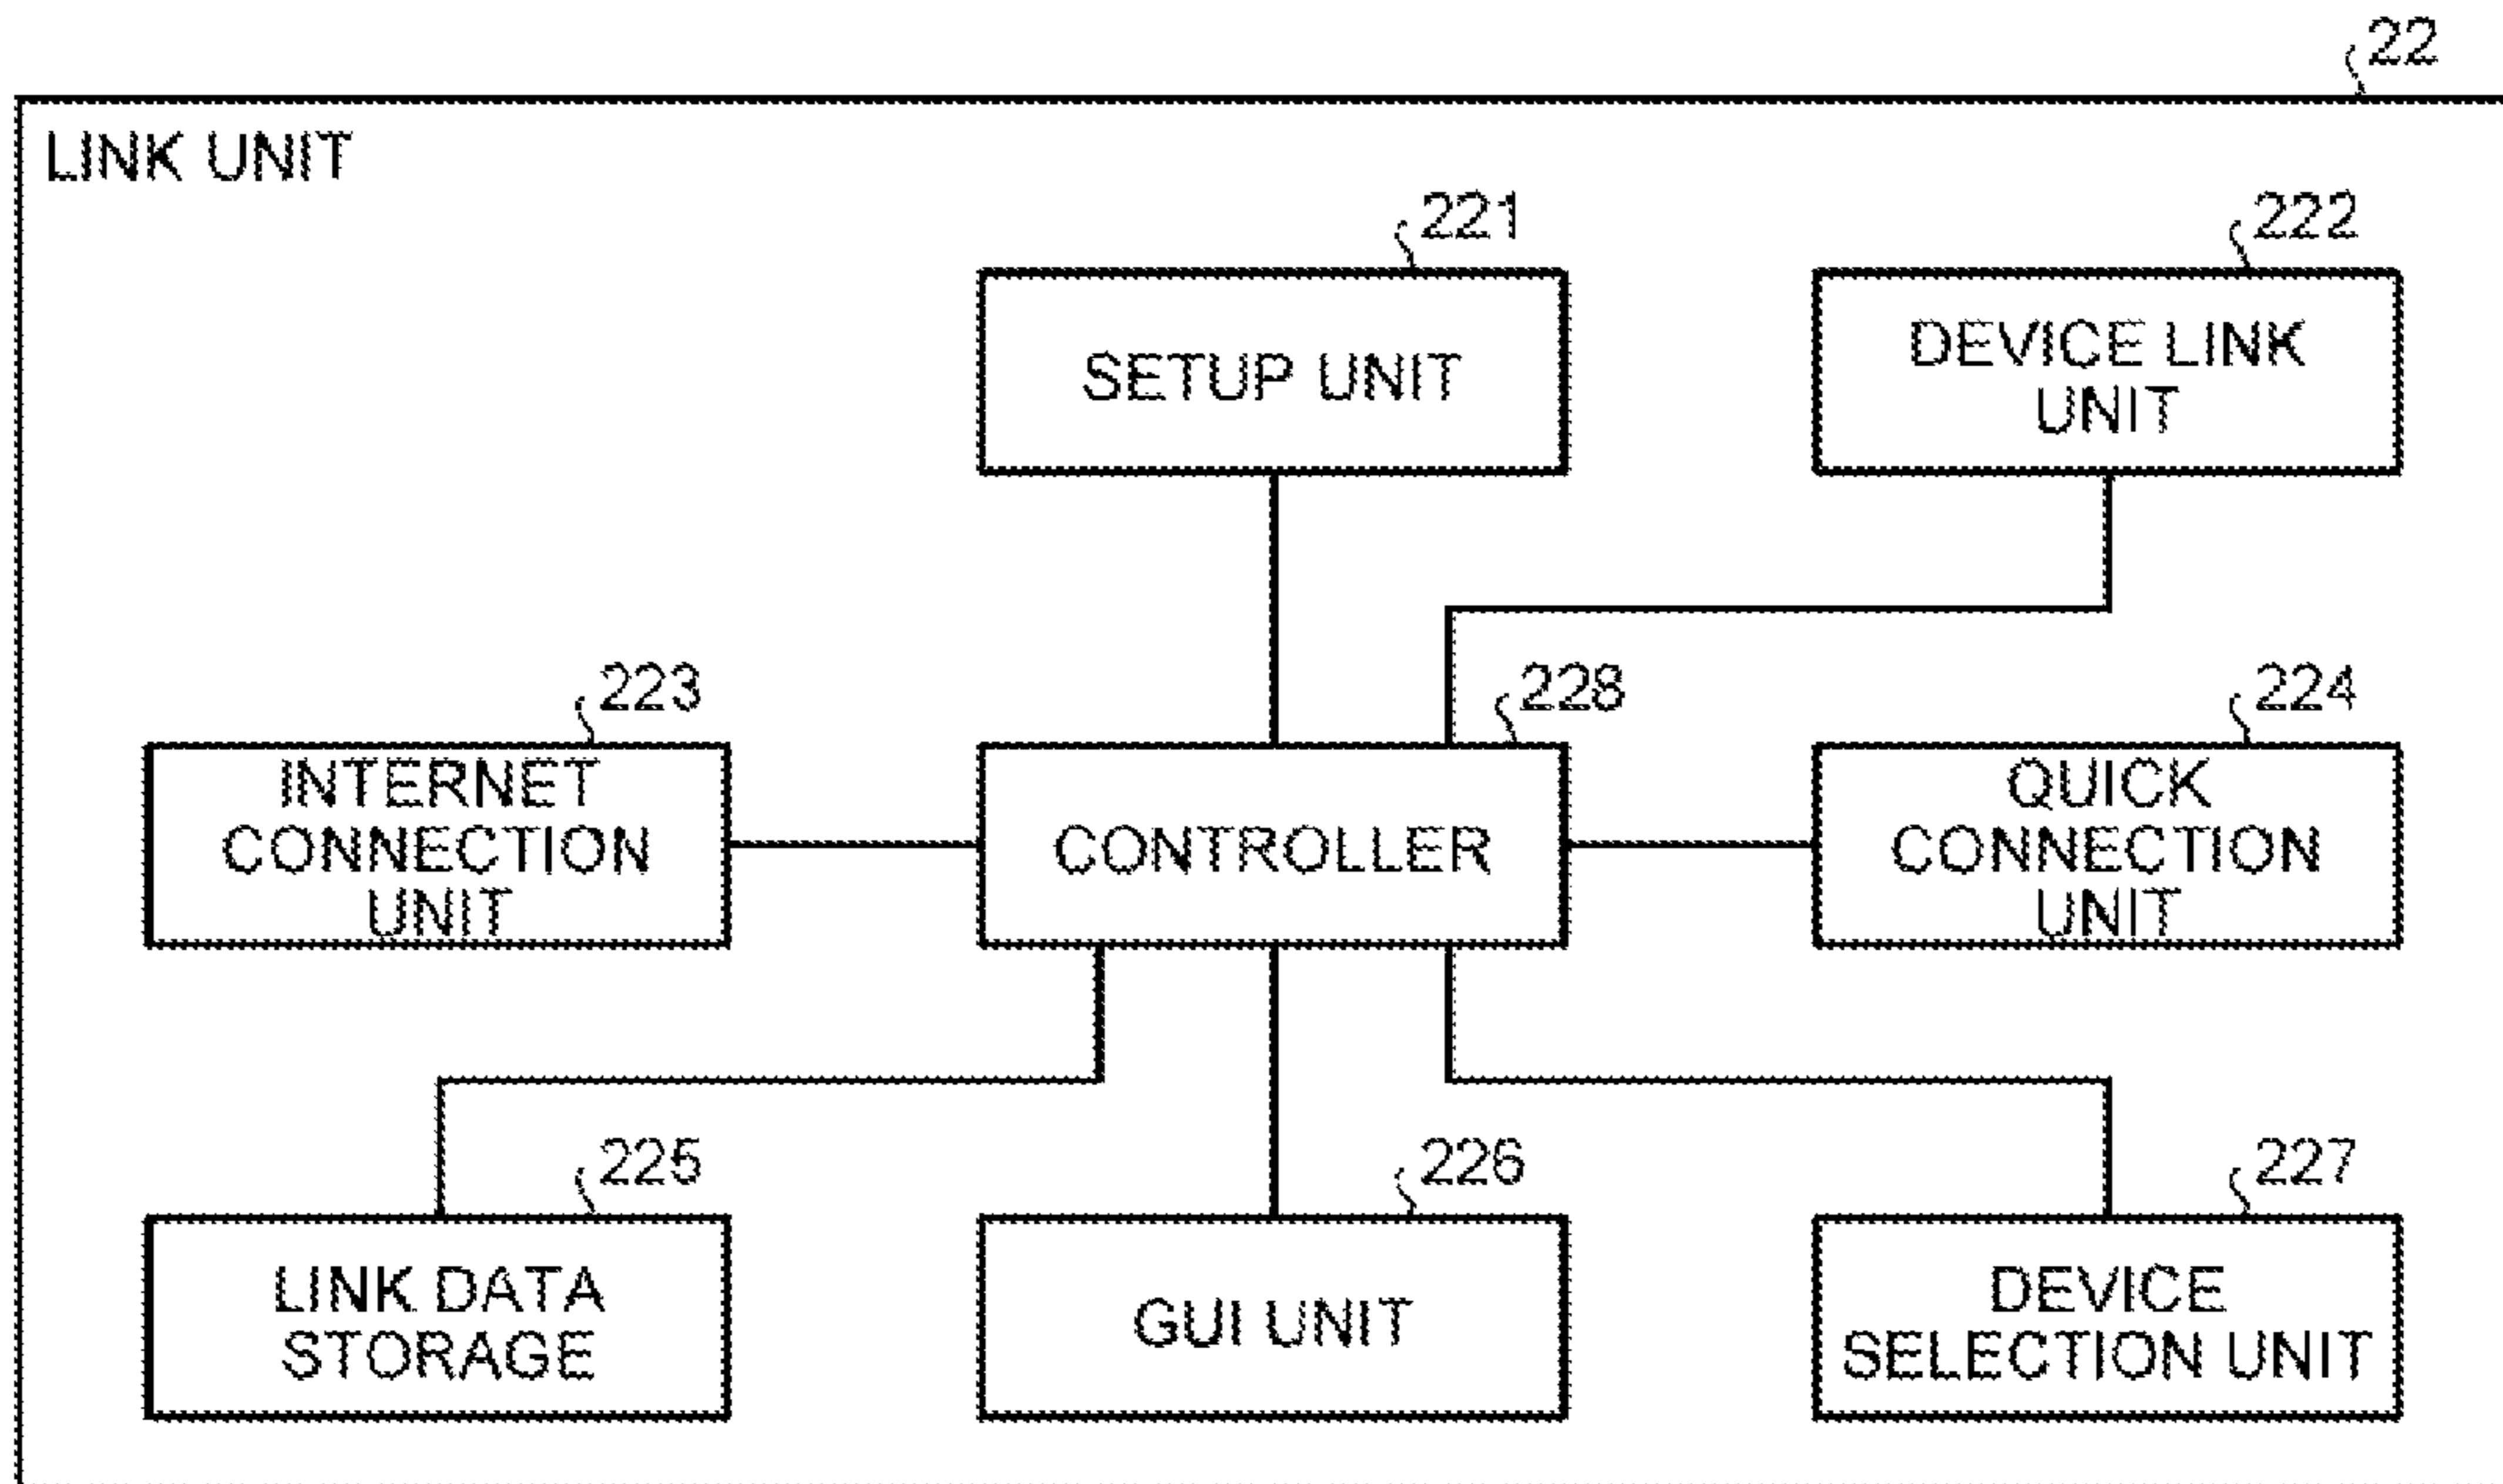 22
LINK UNIT
221
222
SETUP UNIT
DEVICE LINK
UNIT
223
228
224
INTERNET
CONNECTION
UNIT
CONTROLLER
QUICK
CONNECTION
UNIT
225
226
227
LINK DATA
STORAGE
GUI UNIT
DEVICE
SELECTION UNIT